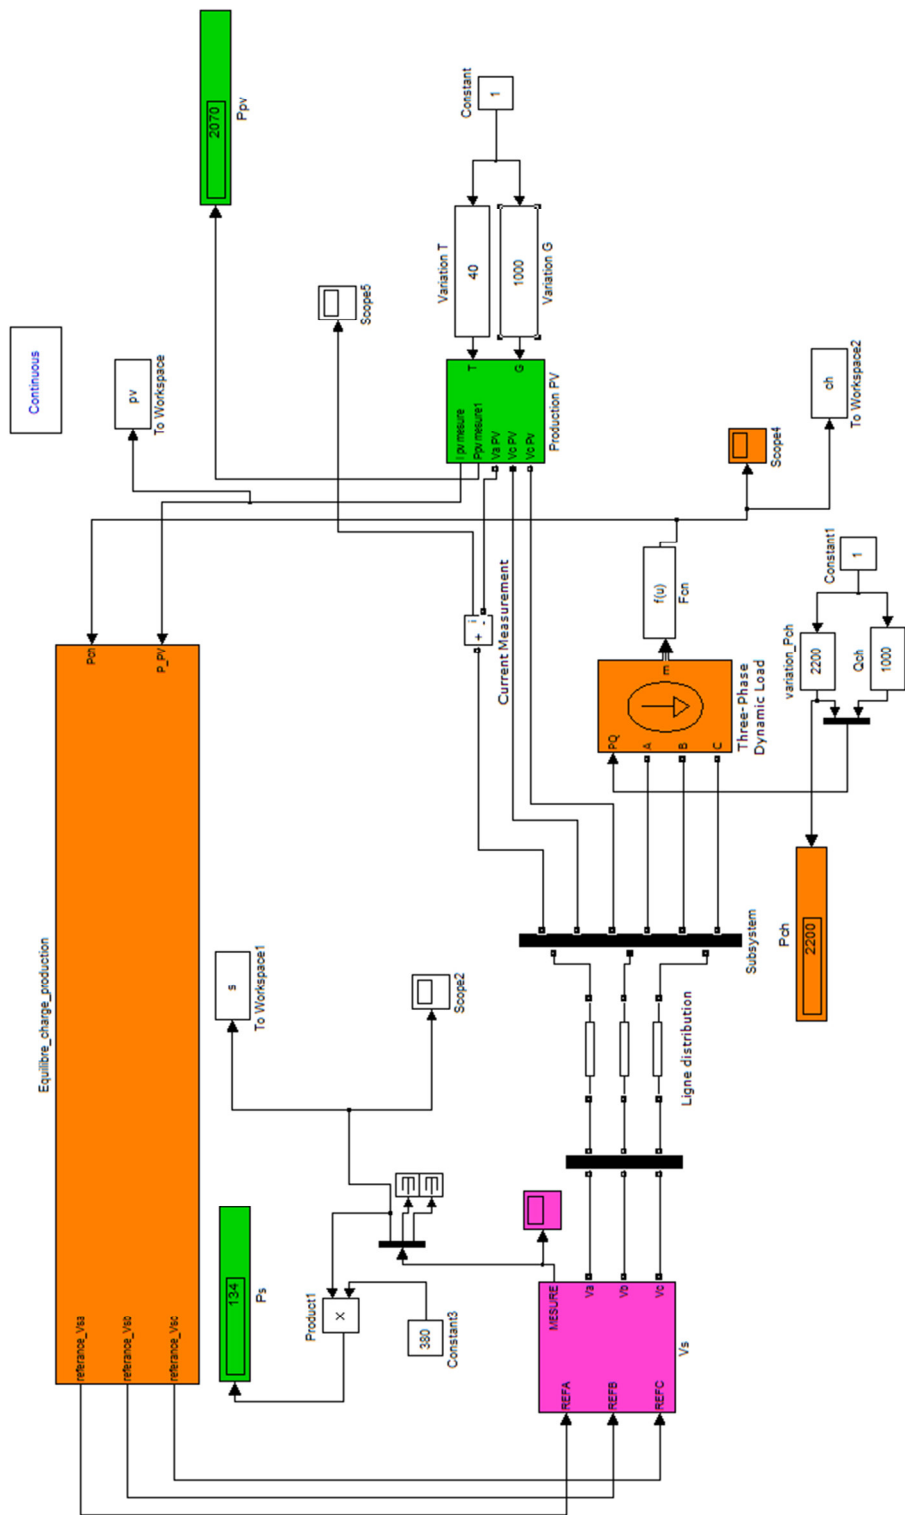 Continuous
Equilibre_charge_production
referance_Vsa
referance_Vsb
referance_Vsc
Pch
P_PV
134
Ps
s
To Workspace1
pv
To Workspace
2070
Ppv
Product1
X
380
Constant3
Scope2
Scope5
Variation T
40
1000
Variation G
1
Constant
I pv mesure
Ppv mesure1
Va PV
Vc PV
Vc Pv
T
G
Production PV
i
+
-
Current Measurement
REFA
REFB
REFC
MESURE
Va
Vb
Vc
Vs
Ligne distribution
Subsystem
PQ
A
B
C
m
Three-Phase
Dynamic Load
f(u)
Fon
Scope4
ch
To Workspace2
2200
Pch
variation_Pch
2200
Qch
1000
1
Constant1